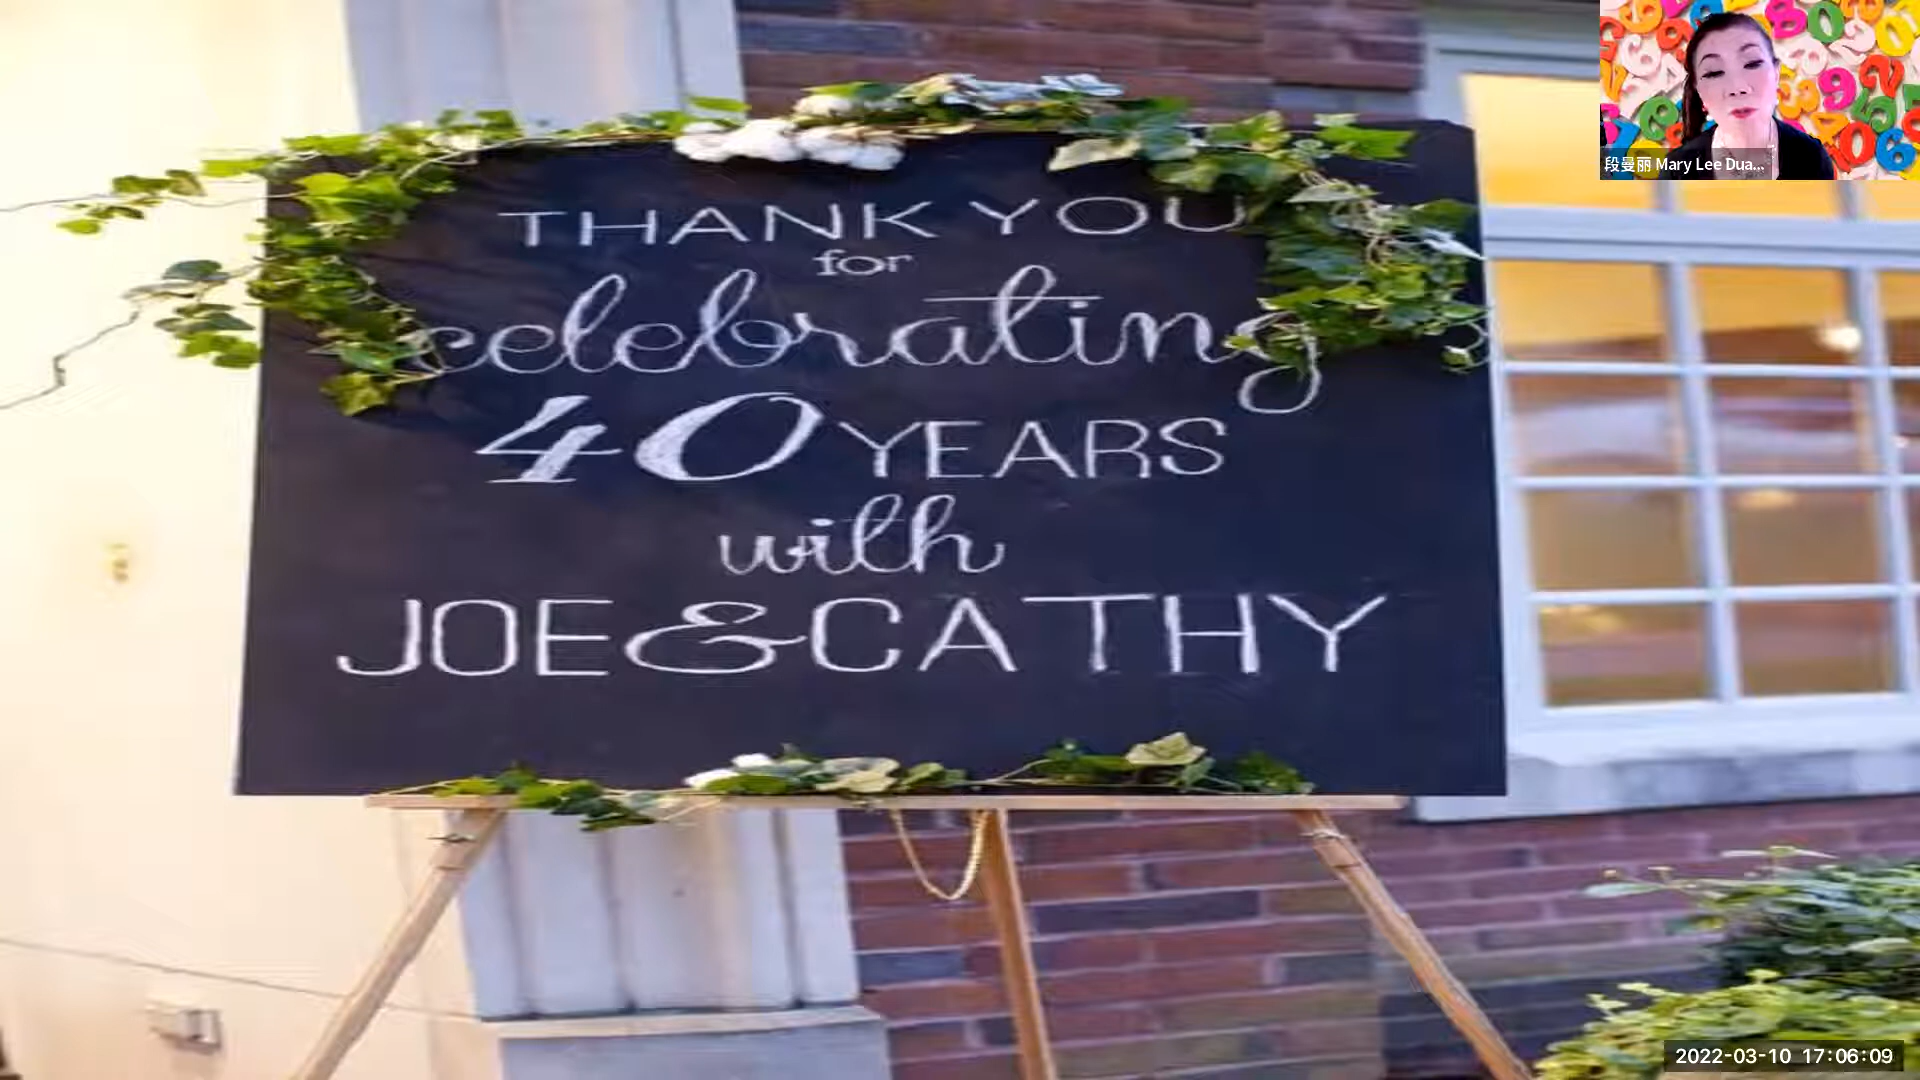 THANK YOU
for
celebrating
40 YEARS
with
JOE & CATHY
段曼丽 Mary Lee Dua...
2022-03-10 17:06:09